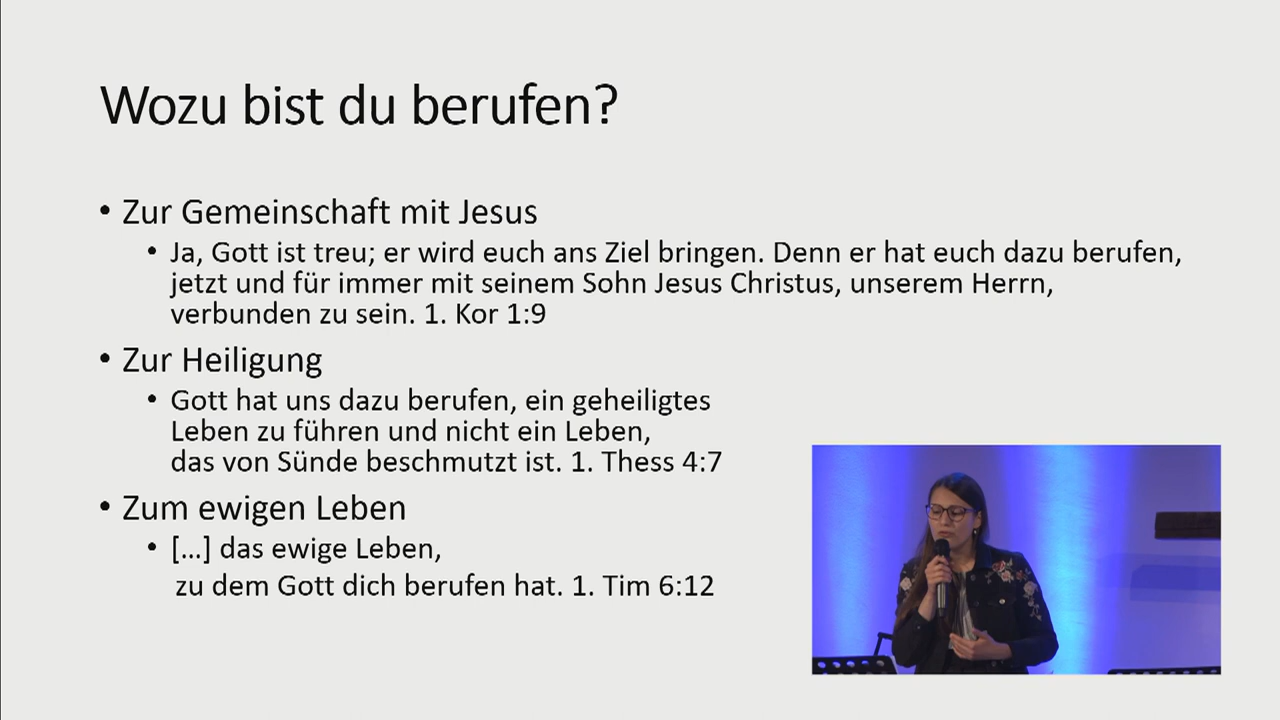 Wozu bist du berufen?
• Zur Gemeinschaft mit Jesus
• Ja, Gott ist treu; er wird euch ans Ziel bringen. Denn er hat euch dazu berufen,
jetzt und für immer mit seinem Sohn Jesus Christus, unserem Herrn,
verbunden zu sein. 1. Kor 1:9
• Zur Heiligung
• Gott hat uns dazu berufen, ein geheiligtes
Leben zu führen und nicht ein Leben,
das von Sünde beschmutzt ist. 1. Thess 4:7
• Zum ewigen Leben
• […] das ewige Leben,
zu dem Gott dich berufen hat. 1. Tim 6:12